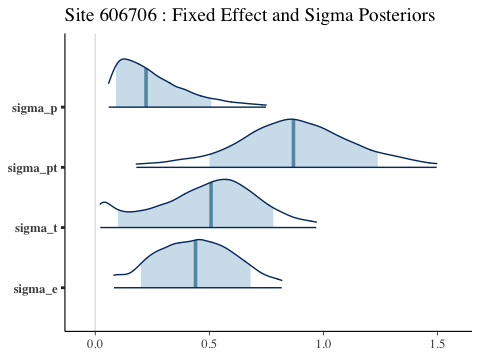 Site 606706 : Fixed Effect and Sigma Posteriors
sigma_p
sigma_pt
sigma_t
sigma_e
0.0 0.5 1.0 1.5